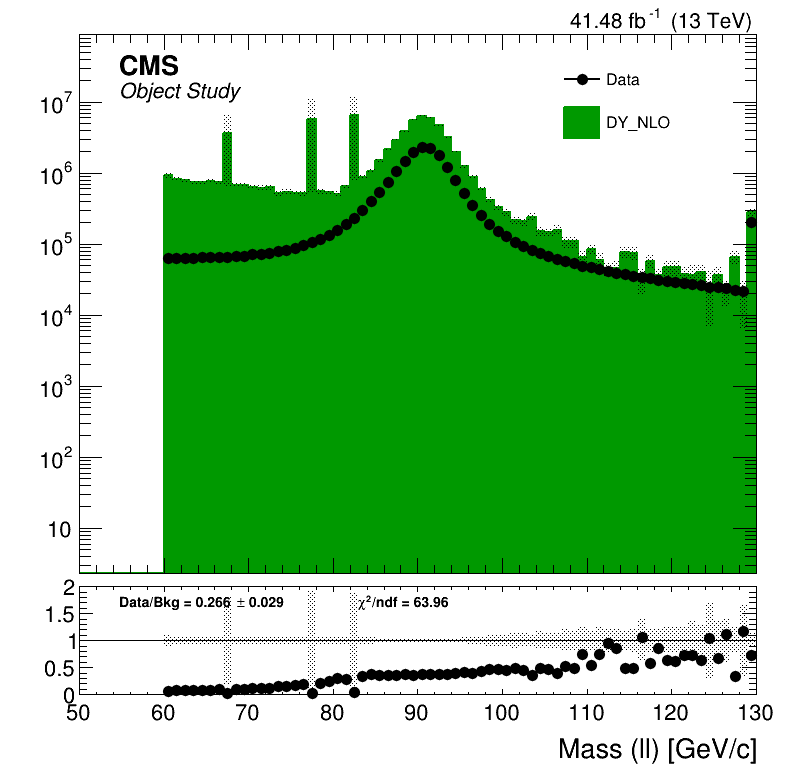 41.48 fb⁻¹ (13 TeV)
CMS
Object Study
Data
DY_NLO
10⁷
10⁶
10⁵
10⁴
10³
10²
10
2
1.5
1
0.5
0
Data/Bkg = 0.266 ± 0.029
χ²/ndf = 63.96
50 60 70 80 90 100 110 120 130
Mass (ll) [GeV/c]